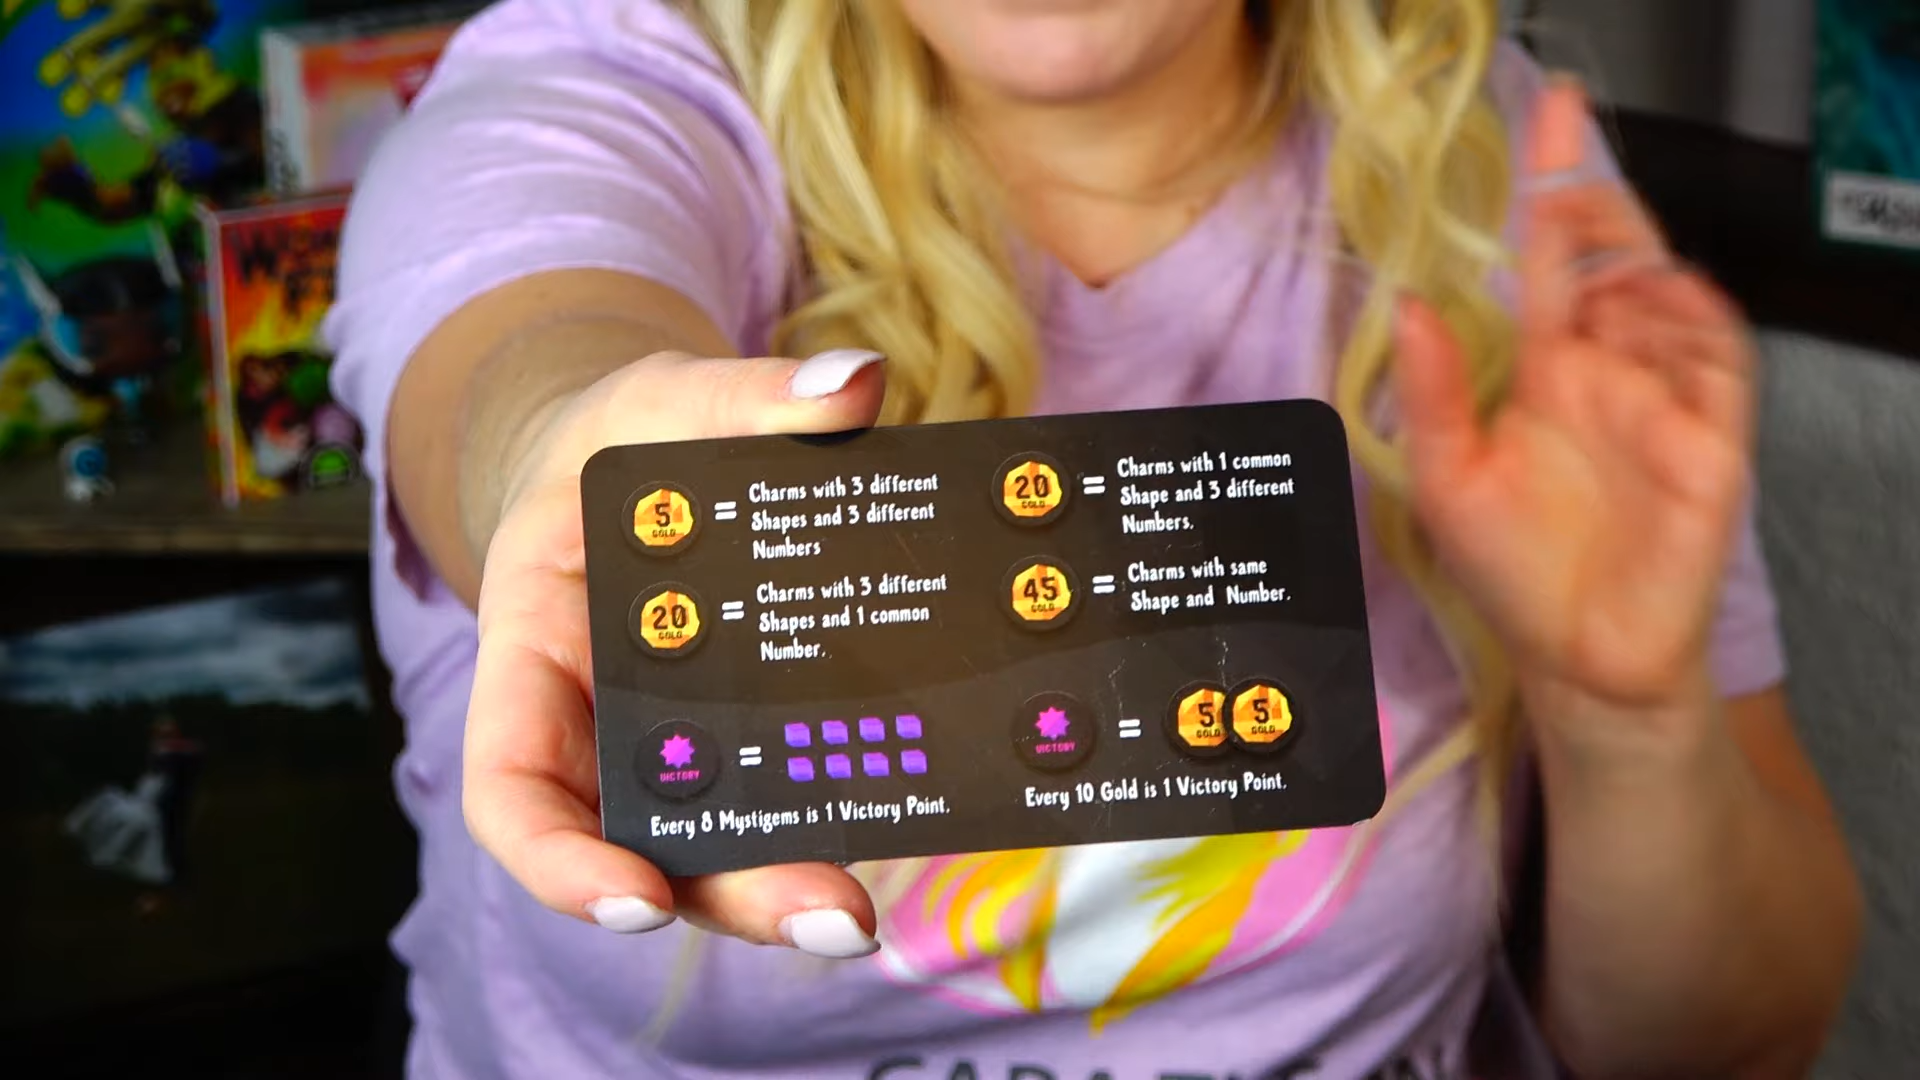 5
GOLD
=
Charms with 3 different
Shapes and 3 different
Numbers
20
GOLD
=
Charms with 3 different
Shapes and 1 common
Number.
20
GOLD
=
Charms with 1 common
Shape and 3 different
Numbers.
45
GOLD
=
Charms with same
Shape and Number.
VICTORY
=
Every 8 Mystigems is 1 Victory Point.
VICTORY
=
5
GOLD
5
GOLD
Every 10 Gold is 1 Victory Point.